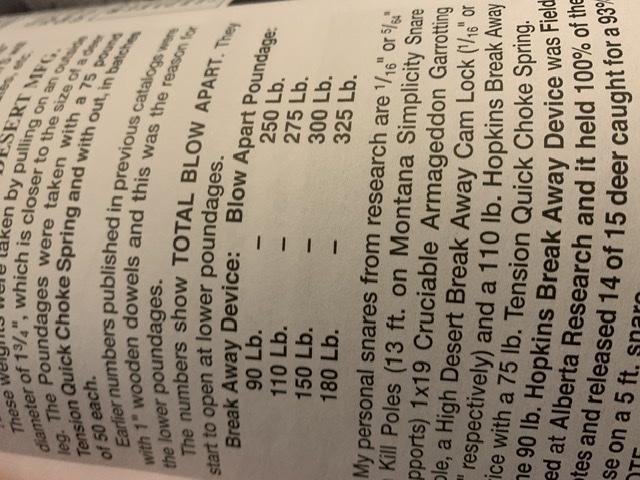 DESERT MFG.
These weights were taken by pulling on an outside
diameter of 1 3/4", which is closer to the size of a deer
leg. The Poundages were taken with a 75 pound
Tension Quick Choke Spring and with out, in batches
of 50 each.
Earlier numbers published in previous catalogs were
with 1" wooden dowels and this was the reason for
the lower poundages.
The numbers show TOTAL BLOW APART. They
start to open at lower poundages.
Break Away Device: Blow Apart Poundage:
90 Lb. – 250 Lb.
110 Lb. – 275 Lb.
150 Lb. – 300 Lb.
180 Lb. – 325 Lb.
My personal snares from research are 1/16" or 5/64"
Kill Poles (13 ft. on Montana Simplicity Snare
pports) 1x19 Cruciable Armageddon Garrotting
ble, a High Desert Break Away Cam Lock (1/16" or
" respectively) and a 110 lb. Hopkins Break Away
ice with a 75 lb. Tension Quick Choke Spring.
he 90 lb. Hopkins Break Away Device was Field
ed at Alberta Research and it held 100% of the
tes and released 14 of 15 deer caught for a 93%
se on a 5 ft. snare